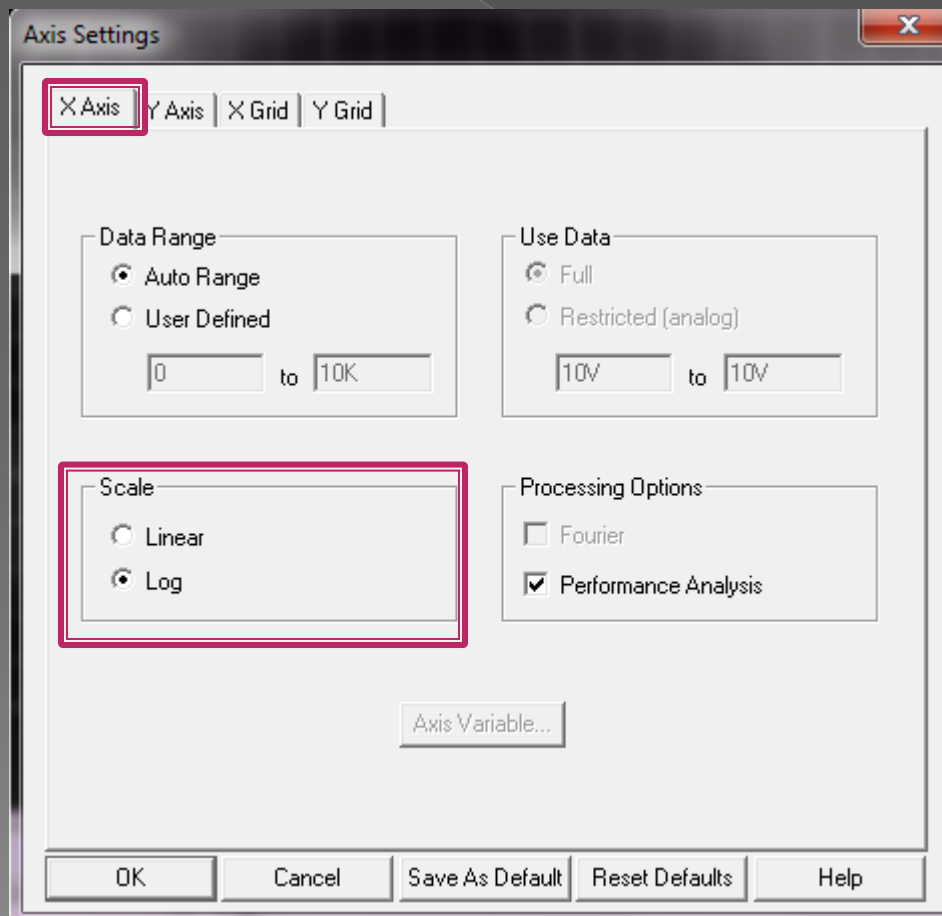 Axis Settings
X Axis
Y Axis
X Grid
Y Grid
Data Range
Auto Range
User Defined
0 to 10K
Use Data
Full
Restricted (analog)
10V to 10V
Scale
Linear
Log
Processing Options
Fourier
Performance Analysis
Axis Variable...
OK
Cancel
Save As Default
Reset Defaults
Help